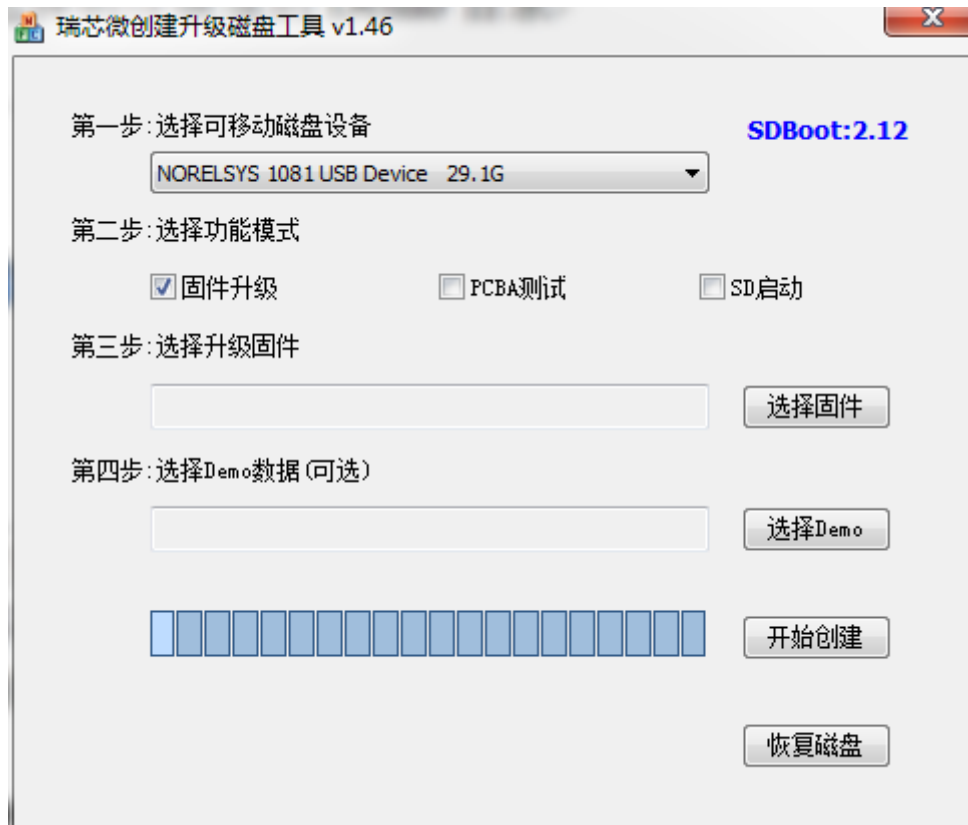 瑞芯微创建升级磁盘工具 v1.46
第一步:选择可移动磁盘设备
SDBoot:2.12
NORELSYS 1081 USB Device 29.1G
第二步:选择功能模式
固件升级 PCBA测试 SD启动
第三步:选择升级固件
选择固件
第四步:选择Demo数据(可选)
选择Demo
开始创建
恢复磁盘